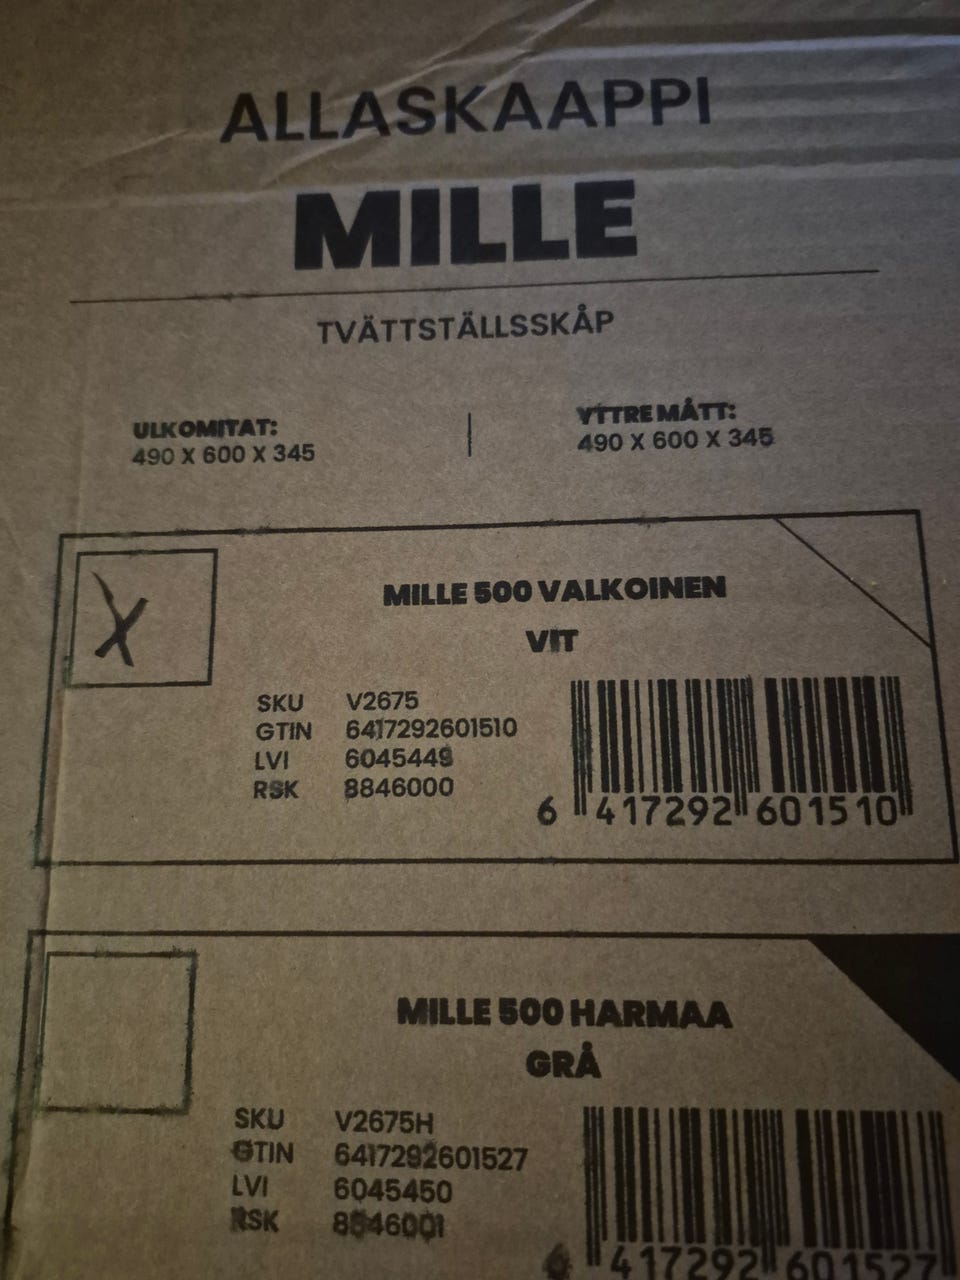 ALLASKAAPPI
MILLE
TVÄTTSTÄLLSSKÅP
ULKOMITAT:
490 X 600 X 345
YTTRE MÅTT:
490 X 600 X 345
X
MILLE 500 VALKOINEN
VIT
SKU V2675
GTIN 6417292601510
LVI 6045449
RSK 8846000
6 417292 601510
MILLE 500 HARMAA
GRÅ
SKU V2675H
GTIN 6417292601527
LVI 6045450
RSK 8846001
6 417292 601527